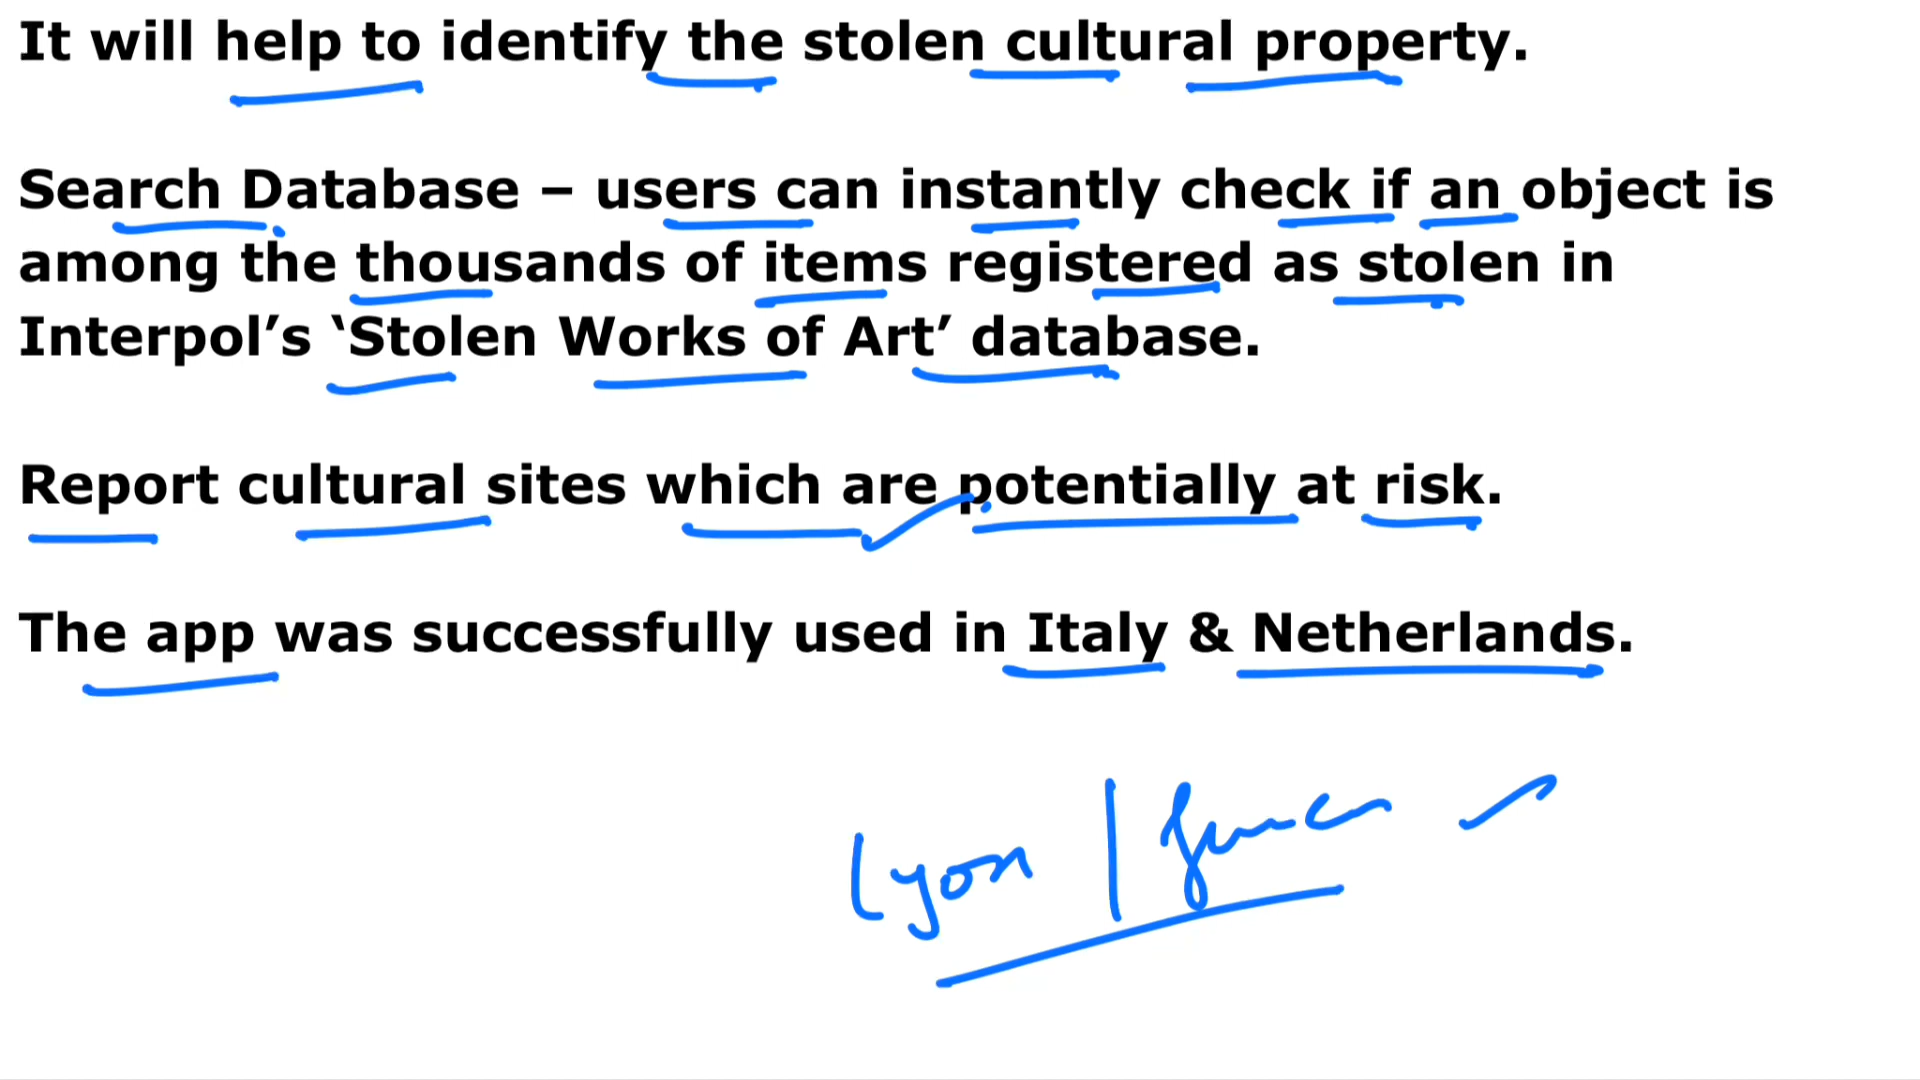 It will help to identify the stolen cultural property.
Search Database – users can instantly check if an object is
among the thousands of items registered as stolen in
Interpol’s ‘Stolen Works of Art’ database.
Report cultural sites which are potentially at risk.
The app was successfully used in Italy & Netherlands.
Lyon |